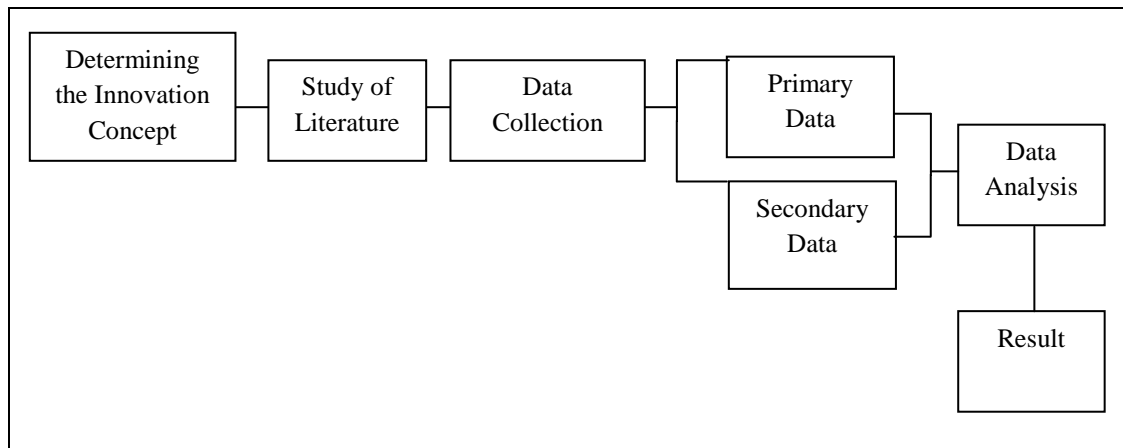 Determining
the Innovation
Concept
Study of
Literature
Data
Collection
Primary
Data
Secondary
Data
Data
Analysis
Result